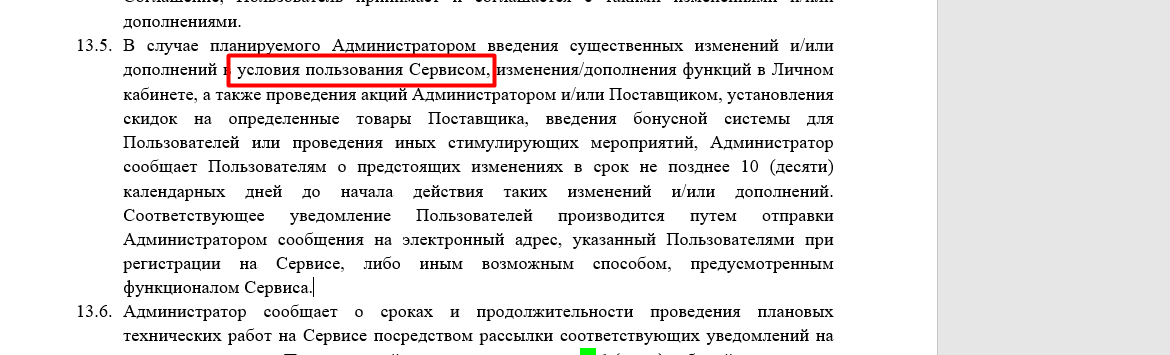 Соглашение, Пользователь принимает и соглашается с такими изменениями и/или
дополнениями.
13.5. В случае планируемого Администратором введения существенных изменений и/или
дополнений в условия пользования Сервисом, изменения/дополнения функций в Личном
кабинете, а также проведения акций Администратором и/или Поставщиком, установления
скидок на определенные товары Поставщика, введения бонусной системы для
Пользователей или проведения иных стимулирующих мероприятий, Администратор
сообщает Пользователям о предстоящих изменениях в срок не позднее 10 (десяти)
календарных дней до начала действия таких изменений и/или дополнений.
Соответствующее уведомление Пользователей производится путем отправки
Администратором сообщения на электронный адрес, указанный Пользователями при
регистрации на Сервисе, либо иным возможным способом, предусмотренным
функционалом Сервиса.
13.6. Администратор сообщает о сроках и продолжительности проведения плановых
технических работ на Сервисе посредством рассылки соответствующих уведомлений на